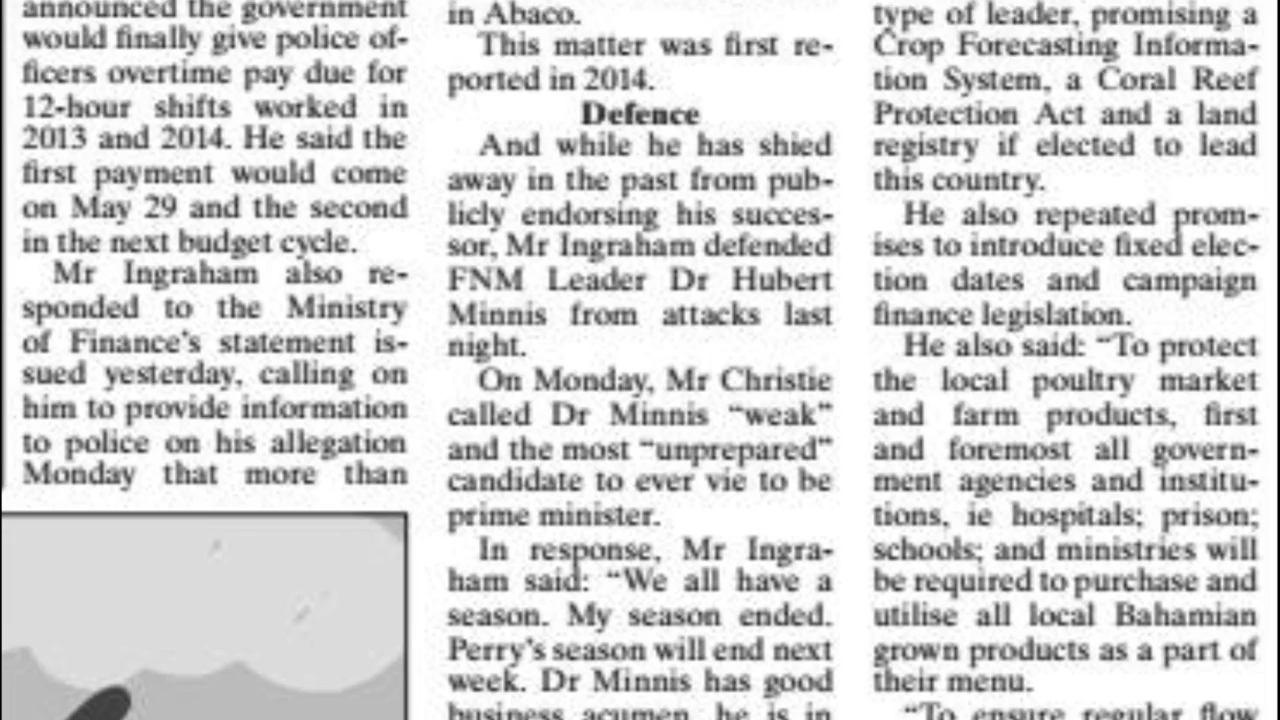 announced the government
would finally give police of-
ficers overtime pay due for
12-hour shifts worked in
2013 and 2014. He said the
first payment would come
on May 29 and the second
in the next budget cycle.
Mr Ingraham also re-
sponded to the Ministry
of Finance's statement is-
sued yesterday, calling on
him to provide information
to police on his allegation
Monday that more than
in Abaco.
This matter was first re-
ported in 2014.
Defence
And while he has shied
away in the past from pub-
licly endorsing his succes-
sor, Mr Ingraham defended
FNM Leader Dr Hubert
Minnis from attacks last
night.
On Monday, Mr Christie
called Dr Minnis “weak”
and the most “unprepared”
candidate to ever vie to be
prime minister.
In response, Mr Ingra-
ham said: “We all have a
season. My season ended.
Perry's season will end next
week. Dr Minnis has good
business acumen, he is in
type of leader, promising a
Crop Forecasting Informa-
tion System, a Coral Reef
Protection Act and a land
registry if elected to lead
this country.
He also repeated prom-
ises to introduce fixed elec-
tion dates and campaign
finance legislation.
He also said: “To protect
the local poultry market
and farm products, first
and foremost all govern-
ment agencies and institu-
tions, ie hospitals; prison;
schools; and ministries will
be required to purchase and
utilise all local Bahamian
grown products as a part of
their menu.
“To ensure regular flow